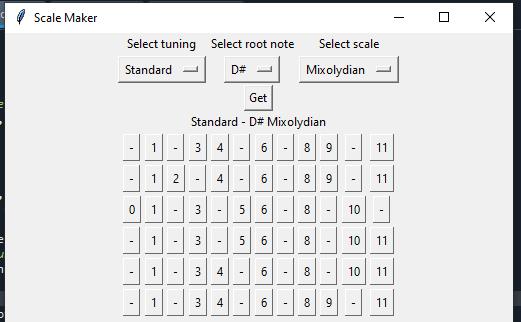 Scale Maker
Select tuning Select root note Select scale
Standard D# Mixolydian
Get
Standard - D# Mixolydian
- 1 - 3 4 - 6 - 8 9 - 11
- 1 2 - 4 - 6 - 8 9 - 11
0 1 - 3 - 5 6 - 8 - 10 -
- 1 - 3 - 5 6 - 8 - 10 11
- 1 - 3 4 - 6 - 8 - 10 11
- 1 - 3 4 - 6 - 8 9 - 11